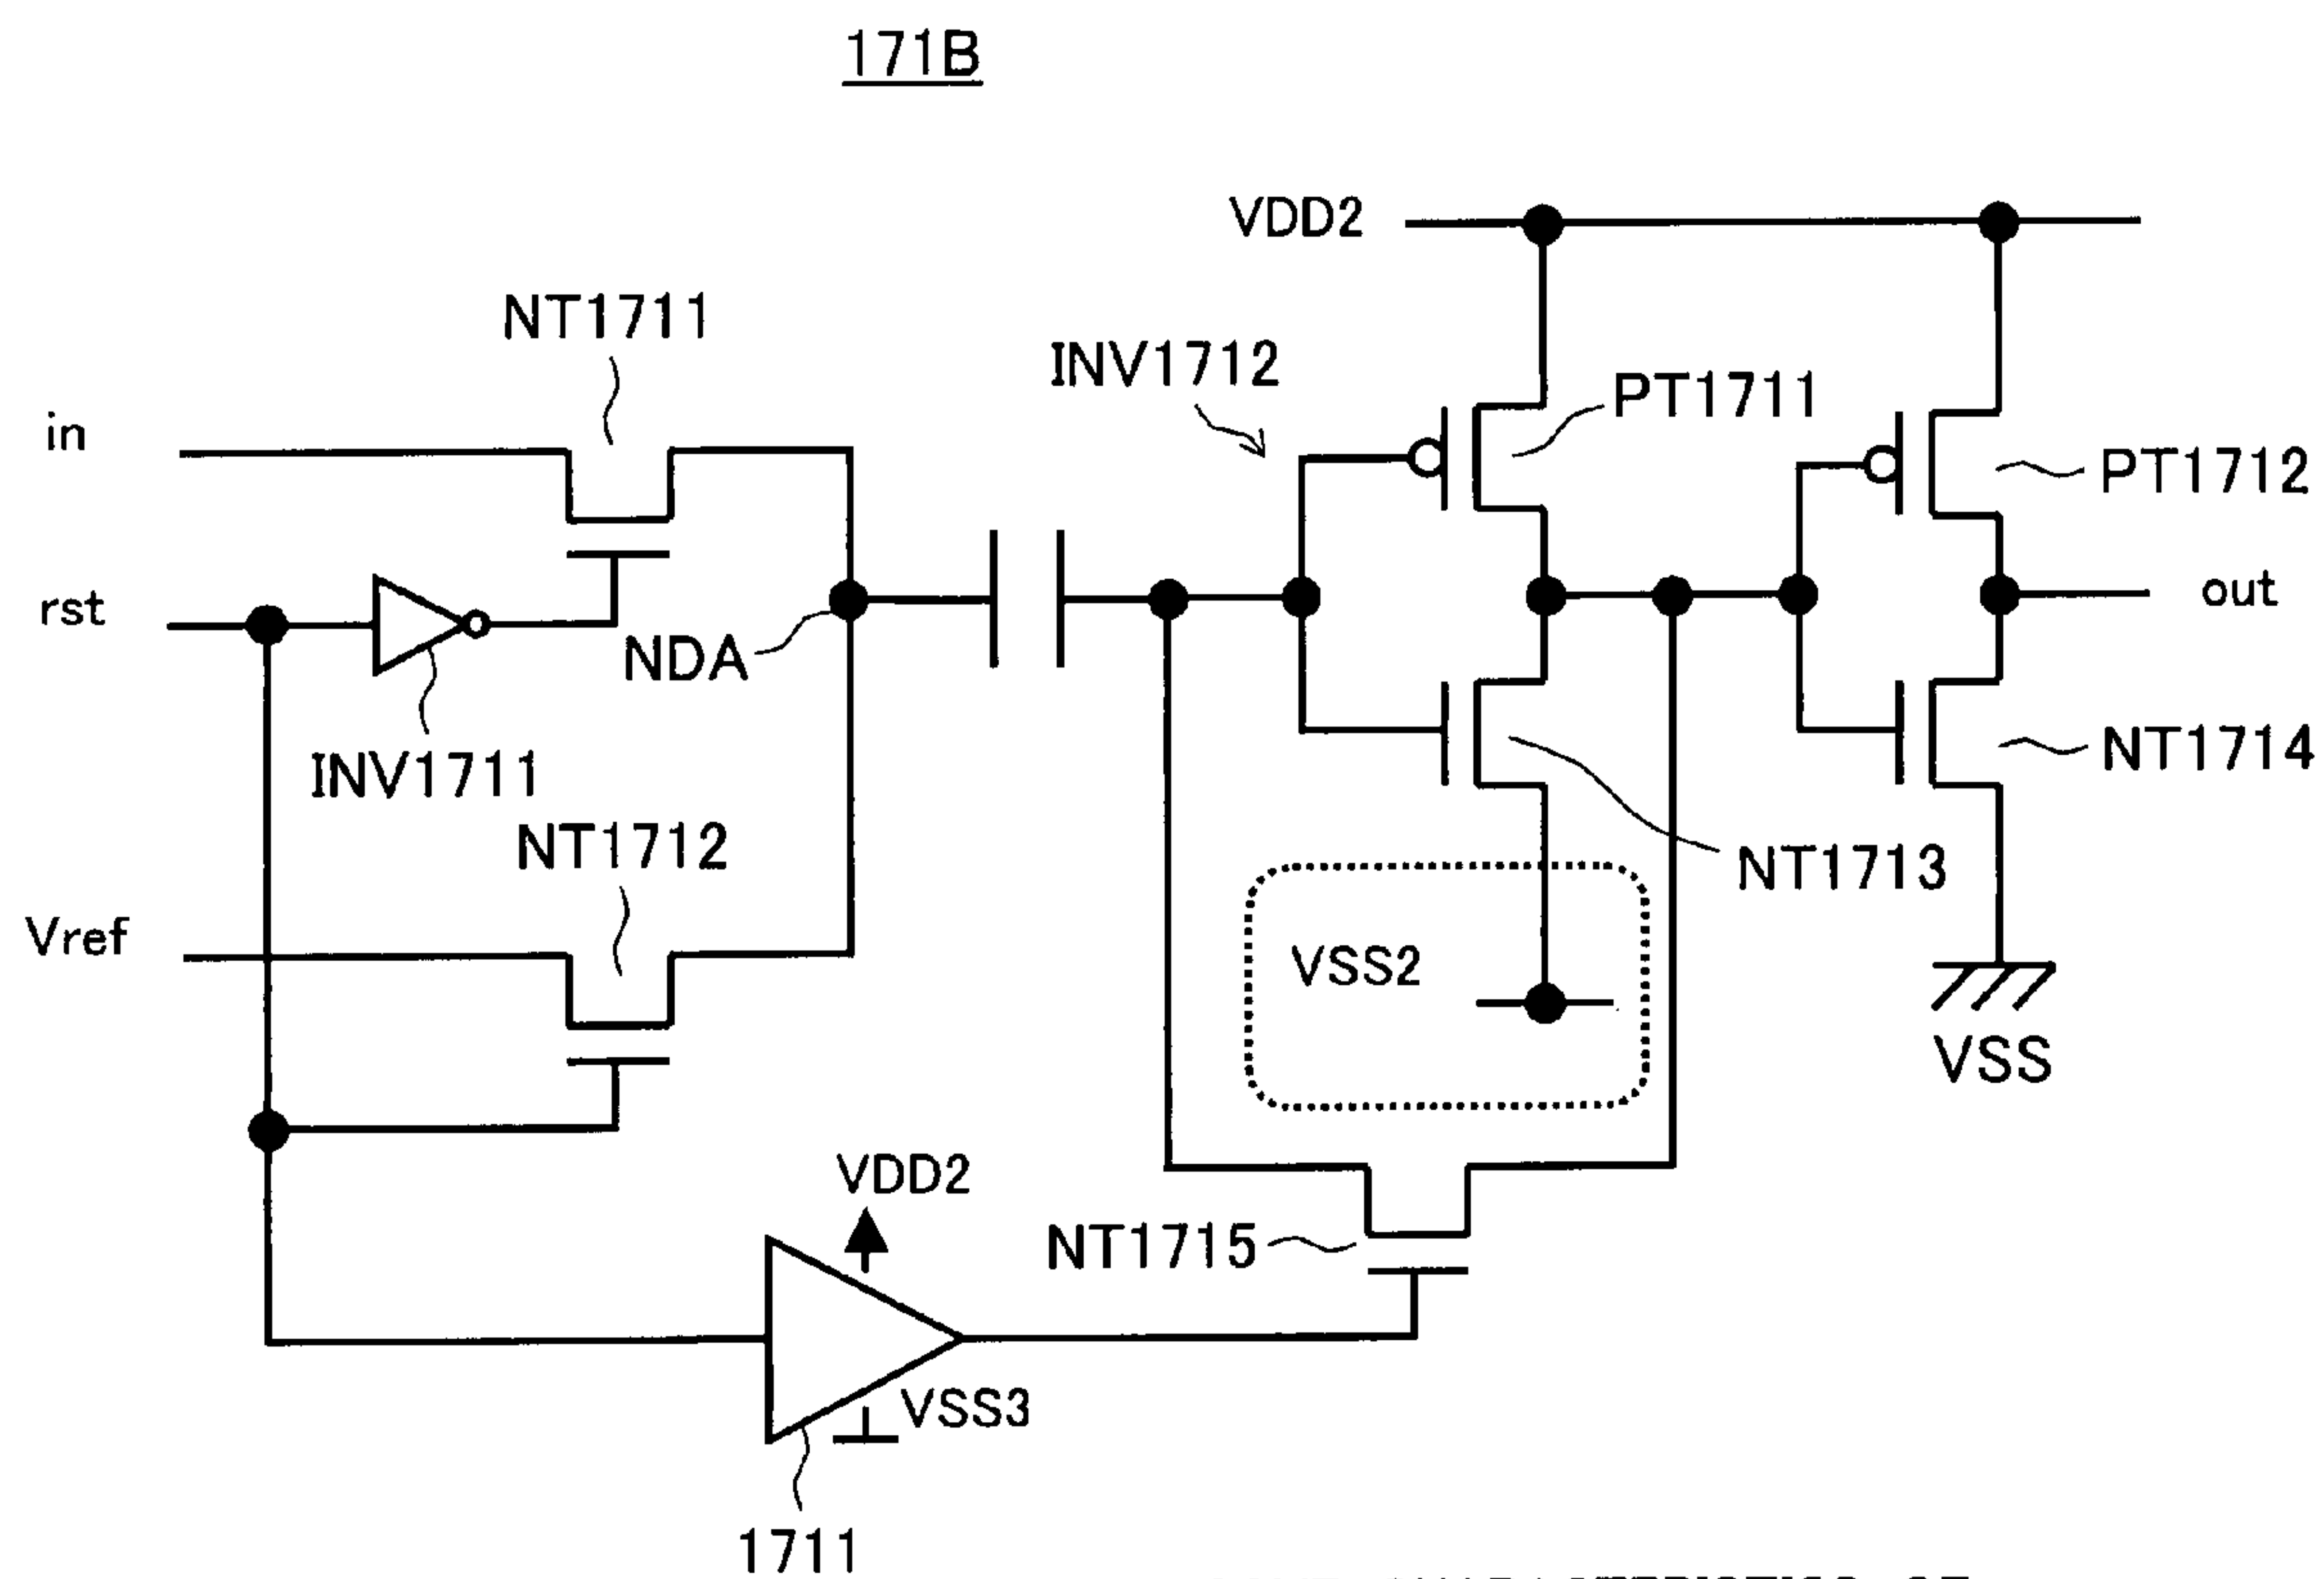 171B
VDD2
NT1711
INV1712
PT1711
in
PT1712
rst
out
NDA
INV1711
NT1714
NT1712
NT1713
Vref
VSS2
VSS
VDD2
NT1715
VSS3
1711